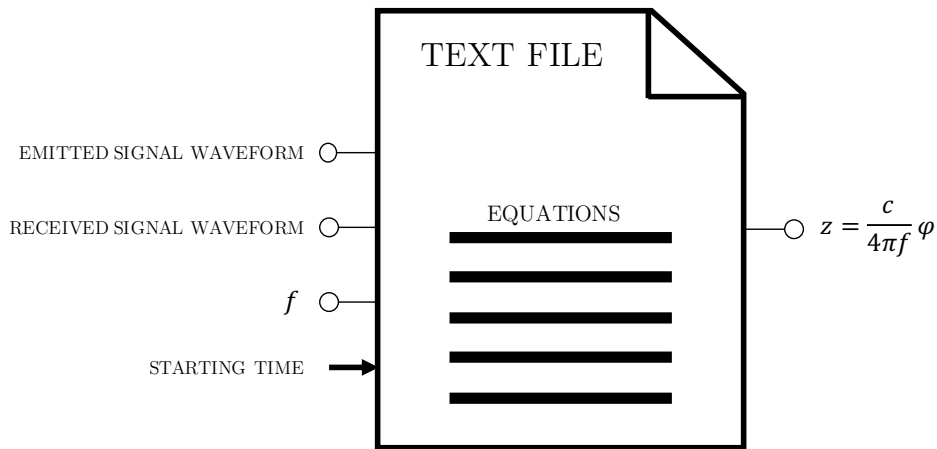 TEXT FILE
EMITTED SIGNAL WAVEFORM
RECEIVED SIGNAL WAVEFORM
f
STARTING TIME
EQUATIONS
z = c/(4πf) φ